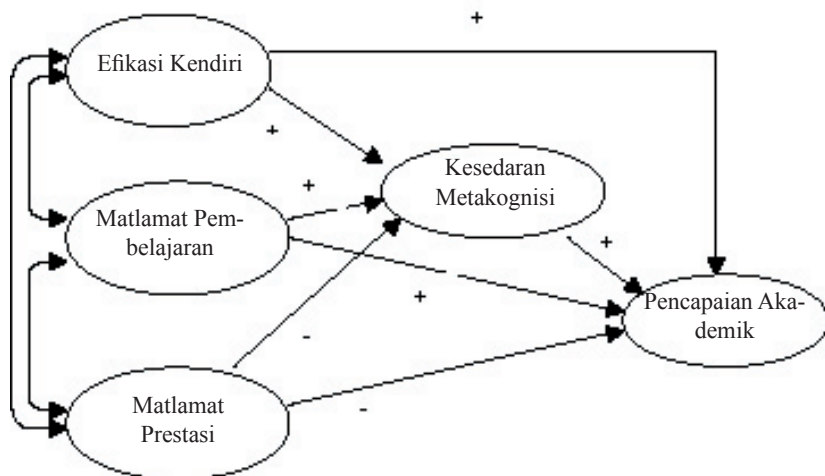 +
Efikasi Kendiri
+
Kesedaran
Metakognisi
+
Matlamat Pem-
belajaran
+
+
Pencapaian Aka-
demik
-
Matlamat
Prestasi
-